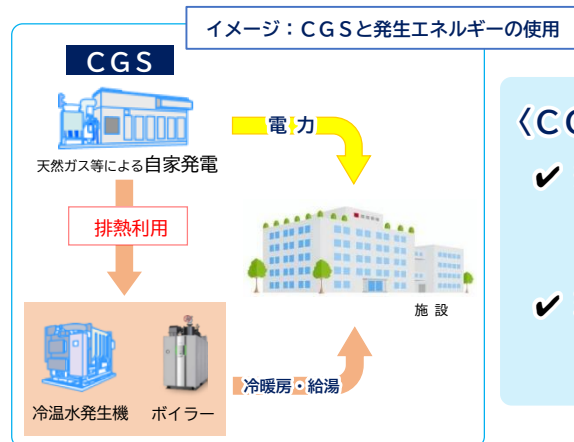 イメージ：ＣＧＳと発生エネルギーの使用
ＣＧＳ
天然ガス等による自家発電
電力
排熱利用
施設
冷温水発生機 ボイラー
冷暖房・給湯
〈ＣＧ